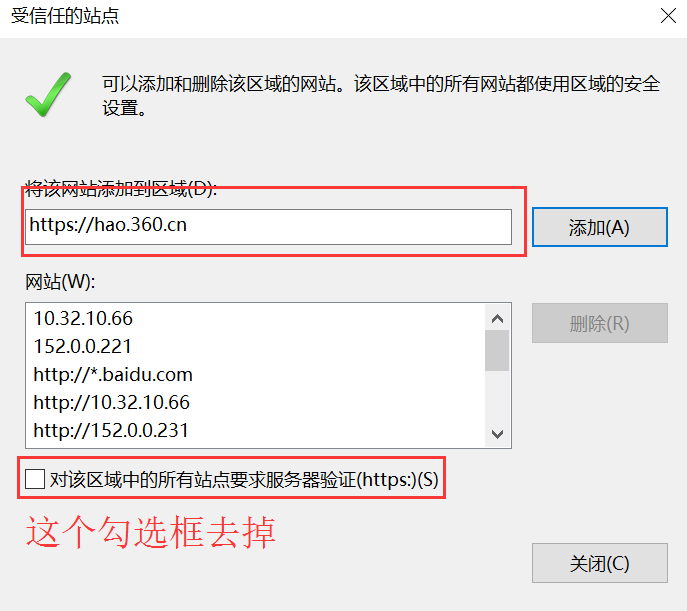 受信任的站点
可以添加和删除该区域的网站。该区域中的所有网站都使用区域的安全
设置。
将该网站添加到区域(D):
https://hao.360.cn
添加(A)
网站(W):
10.32.10.66
152.0.0.221
http://*.baidu.com
http://10.32.10.66
http://152.0.0.231
删除(R)
对该区域中的所有站点要求服务器验证(https:)(S)
这个勾选框去掉
关闭(C)